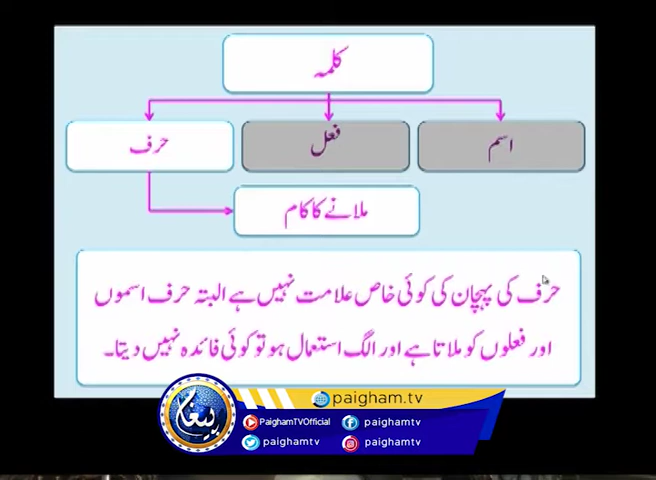 کلمہ
اسم
فعل
حرف
ملانے کا کام
حرف کی پہچان کی کوئی خاص علامت نہیں ہے البتہ حرف اسموں
اور فعلوں کو ملاتا ہے اور الگ استعمال ہو تو کوئی فائدہ نہیں دیتا۔
پیغام
paigham.tv
PaighamTVOfficial
paighamtv
paighamtv
paighamtv